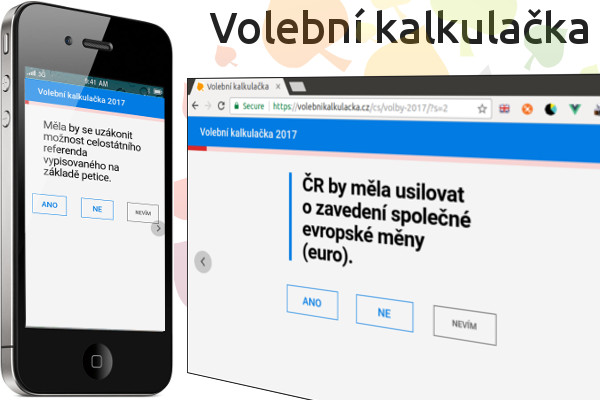 Volební kalkulačka
3G
9:41 AM
Volební kalkulačka 2017
Měla by se uzákonit
možnost celostátního
referenda
vypisovaného na
základě petice.
ANO
NE
NEVÍM
Volební kalkulačka
Secure
https://volebnikalkulacka.cz/cs/volby-2017/?s=2
Volební kalkulačka 2017
ČR by měla usilovat
o zavedení společné
evropské měny
(euro).
ANO
NE
NEVÍM